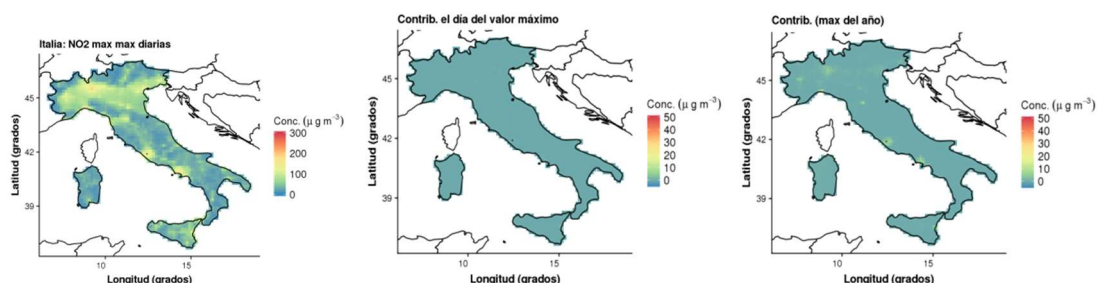 Italia: NO2 max max diarias
Latitud (grados)
45
42
39
10
15
Longitud (grados)
Conc. (μ g m⁻³)
300
200
100
0
Contrib. el día del valor máximo
Latitud (grados)
45
42
39
10
15
Longitud (grados)
Conc. (μ g m⁻³)
50
40
30
20
10
0
Contrib. (max del año)
Latitud (grados)
45
42
39
10
15
Longitud (grados)
Conc. (μ g m⁻³)
50
40
30
20
10
0